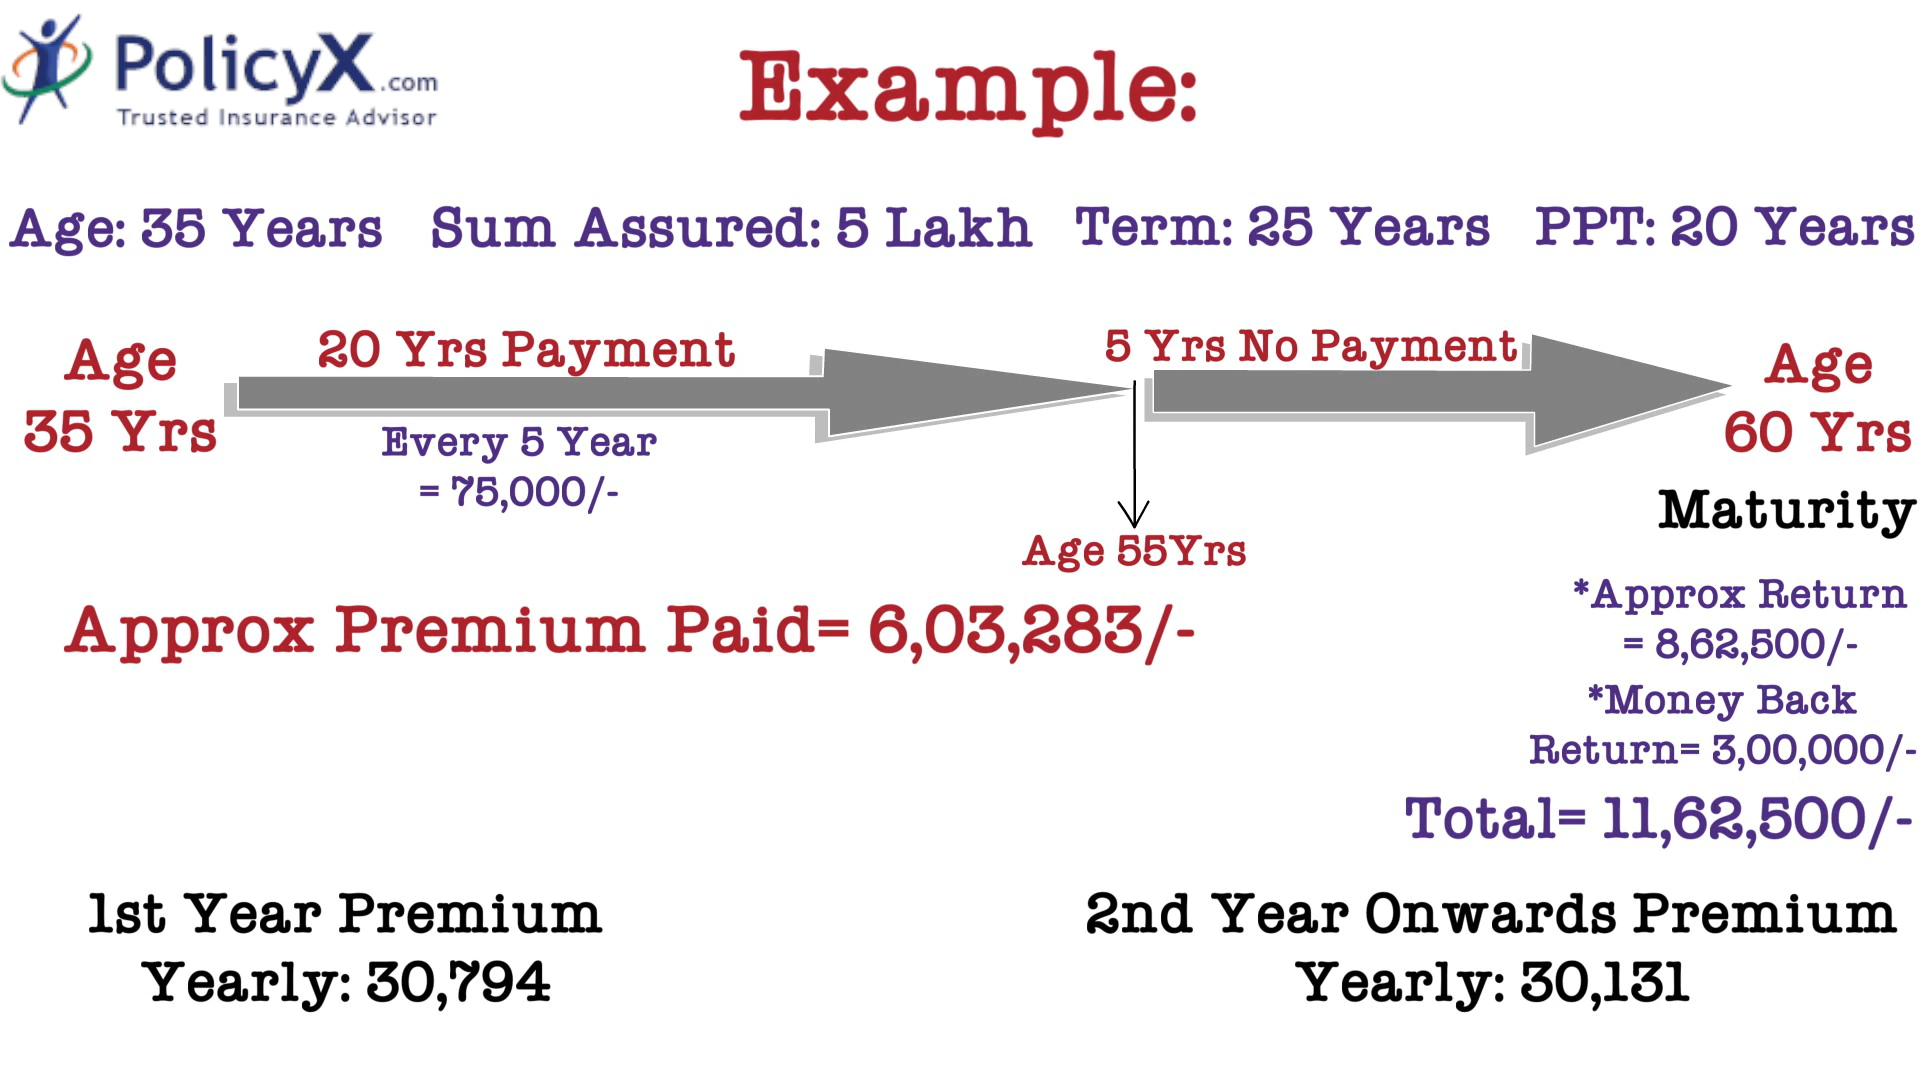 PolicyX.com
Trusted Insurance Advisor
Example:
Age: 35 Years Sum Assured: 5 Lakh Term: 25 Years PPT: 20 Years
Age
35 Yrs
20 Yrs Payment
Every 5 Year
= 75,000/-
5 Yrs No Payment
Age 55Yrs
Age
60 Yrs
Maturity
Approx Premium Paid= 6,03,283/-
*Approx Return
= 8,62,500/-
*Money Back
Return= 3,00,000/-
Total= 11,62,500/-
1st Year Premium
Yearly: 30,794
2nd Year Onwards Premium
Yearly: 30,131